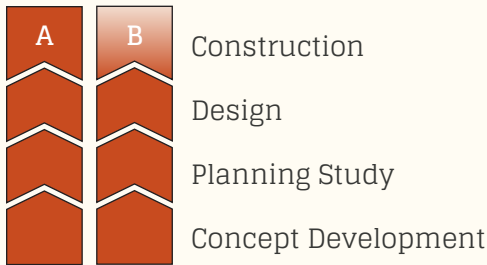 A B
Construction
Design
Planning Study
Concept Development